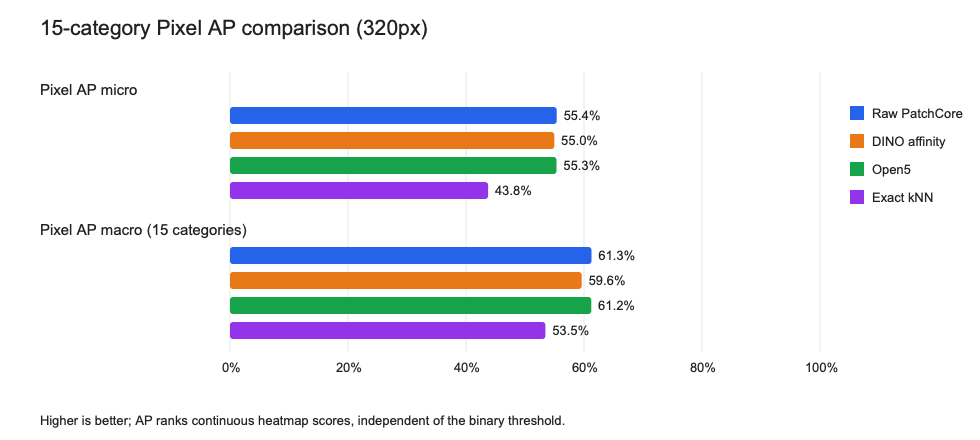 15-category Pixel AP comparison (320px)
Pixel AP micro
55.4%
55.0%
55.3%
43.8%
Pixel AP macro (15 categories)
61.3%
59.6%
61.2%
53.5%
0% 20% 40% 60% 80% 100%
Raw PatchCore
DINO affinity
Open5
Exact kNN
Higher is better; AP ranks continuous heatmap scores, independent of the binary threshold.